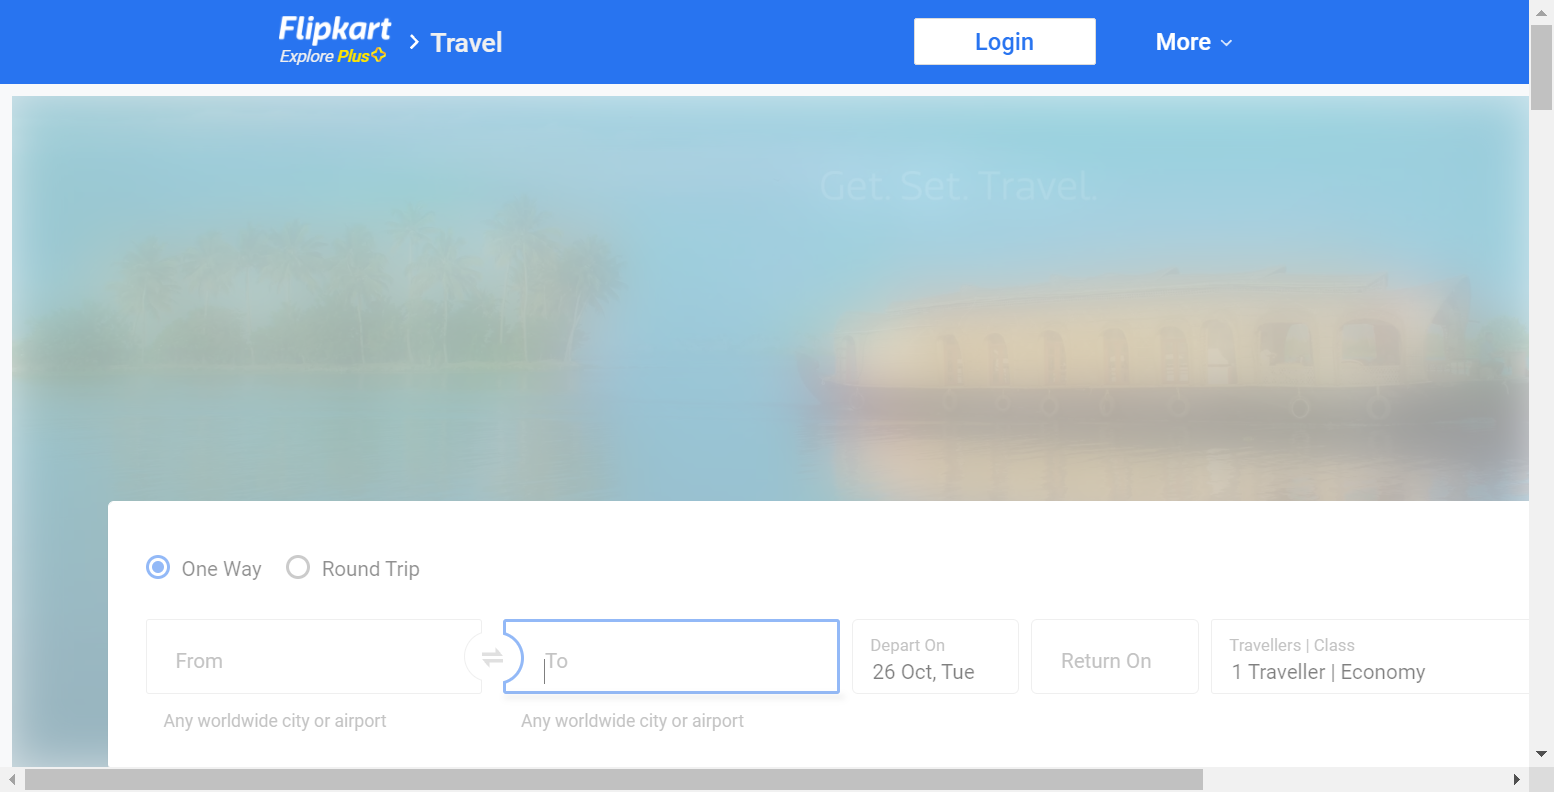 Flipkart
Explore Plus
Travel
Login
More
Get. Set. Travel.
One Way
Round Trip
From
To
Depart On
26 Oct, Tue
Return On
Travellers | Class
1 Traveller | Economy
Any worldwide city or airport
Any worldwide city or airport